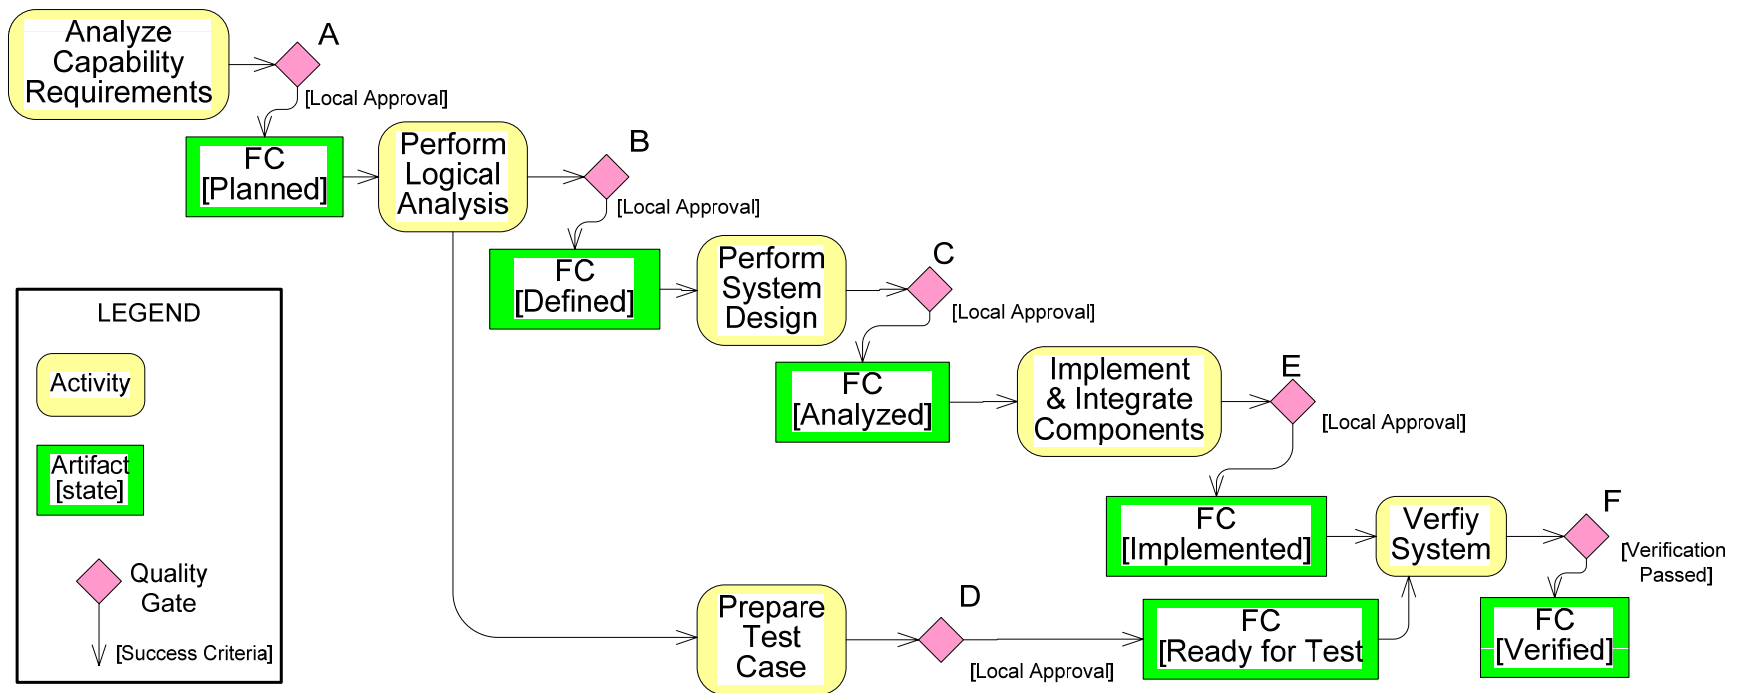 Analyze
Capability
Requirements
A
[Local Approval]
FC
[Planned]
Perform
Logical
Analysis
B
[Local Approval]
FC
[Defined]
Perform
System
Design
C
[Local Approval]
FC
[Analyzed]
Implement
& Integrate
Components
E
[Local Approval]
FC
[Implemented]
Verfiy
System
F
[Verification
Passed]
FC
[Verified]
Prepare
Test
Case
D
[Local Approval]
FC
[Ready for Test
LEGEND
Activity
Artifact
[state]
Quality
Gate
[Success Criteria]